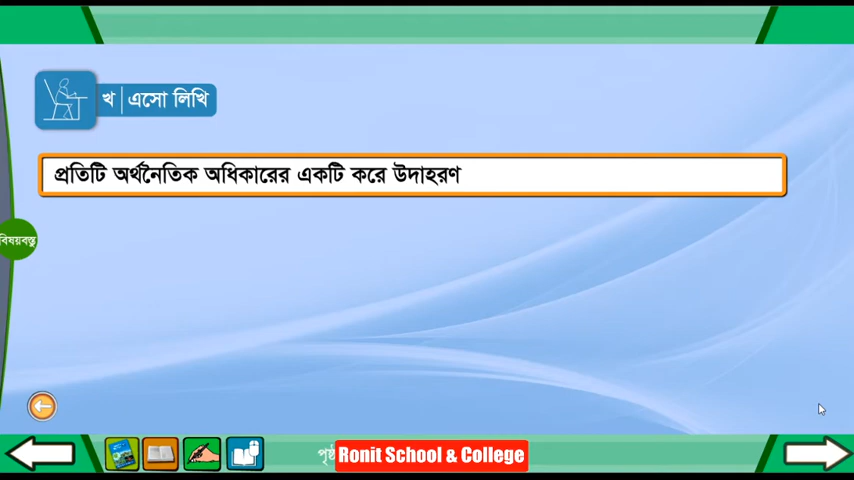 খ | এসো লিখি
প্রতিটি অর্থনৈতিক অধিকারের একটি করে উদাহরণ
বিষয়বস্তু
Ronit School & College